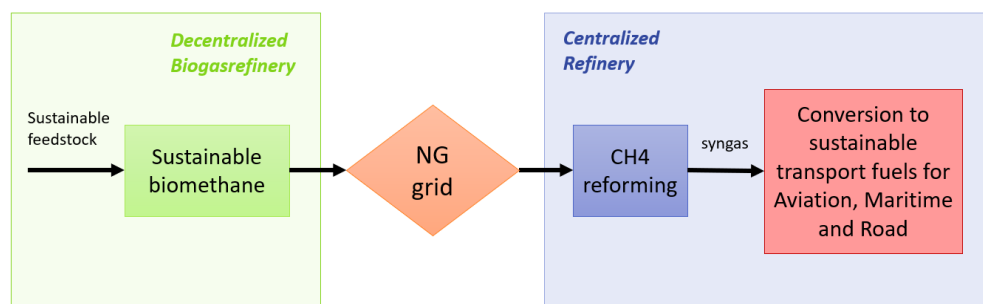 Decentralized
Biogasrefinery
Centralized
Refinery
Sustainable
feedstock
Sustainable
biomethane
NG
grid
CH4
reforming
syngas
Conversion to
sustainable
transport fuels for
Aviation, Maritime
and Road